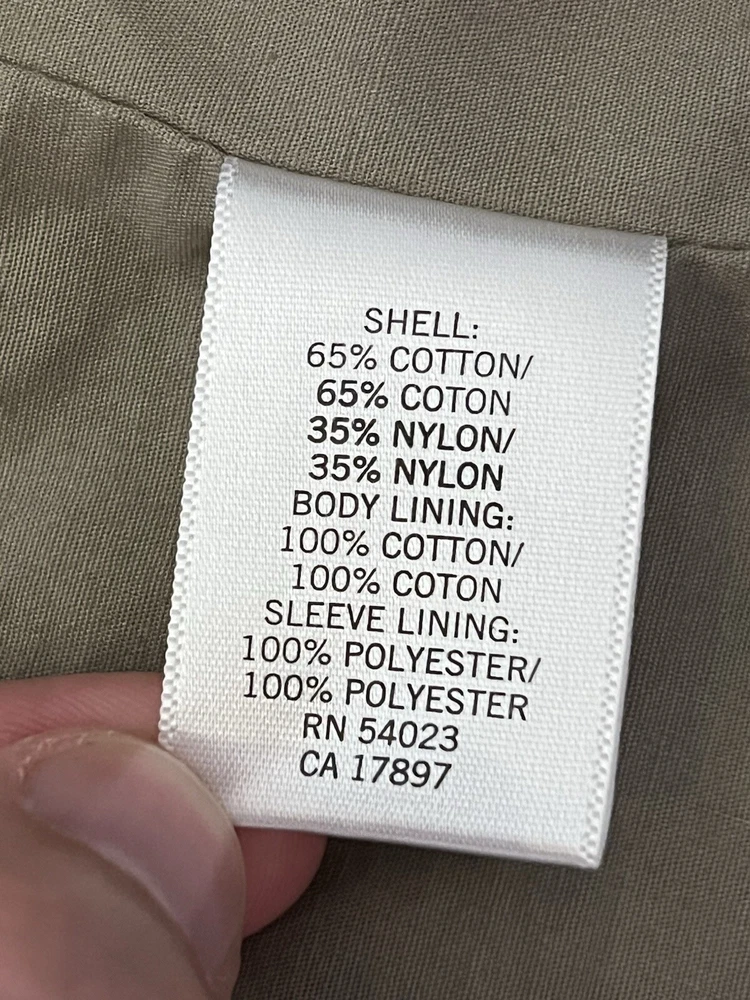 SHELL:
65% COTTON/
65% COTON
35% NYLON/
35% NYLON
BODY LINING:
100% COTTON/
100% COTON
SLEEVE LINING:
100% POLYESTER/
100% POLYESTER
RN 54023
CA 17897